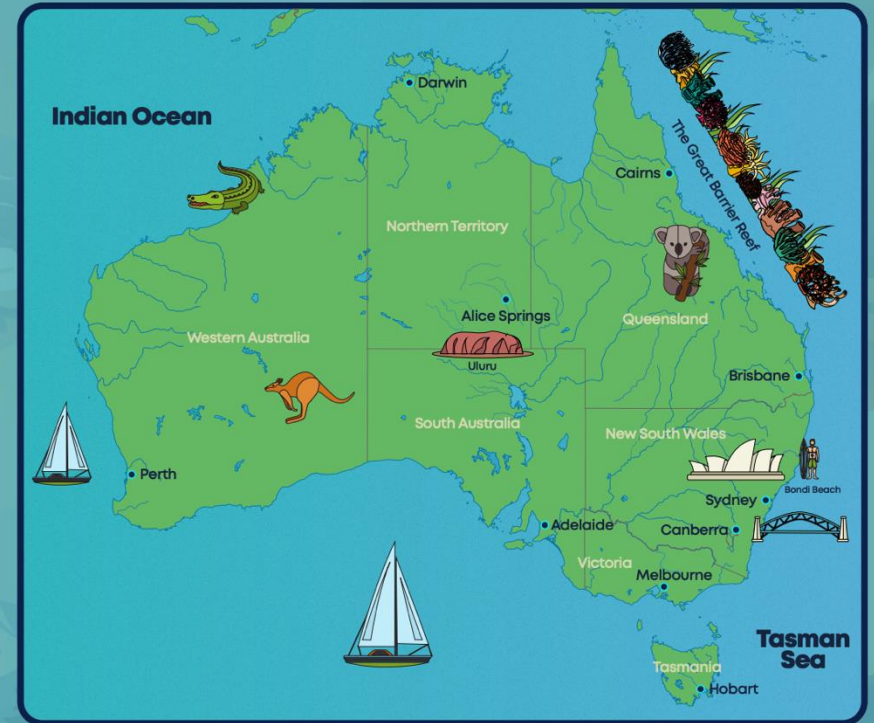 Darwin
Indian Ocean
The Great Barrier Reef
Cairns
Northern Territory
Alice Springs
Queensland
Western Australia
Uluru
Brisbane
South Australia
New South Wales
Perth
Bondi Beach
Sydney
Adelaide
Canberra
Victoria
Melbourne
Tasman
Sea
Tasmania
Hobart